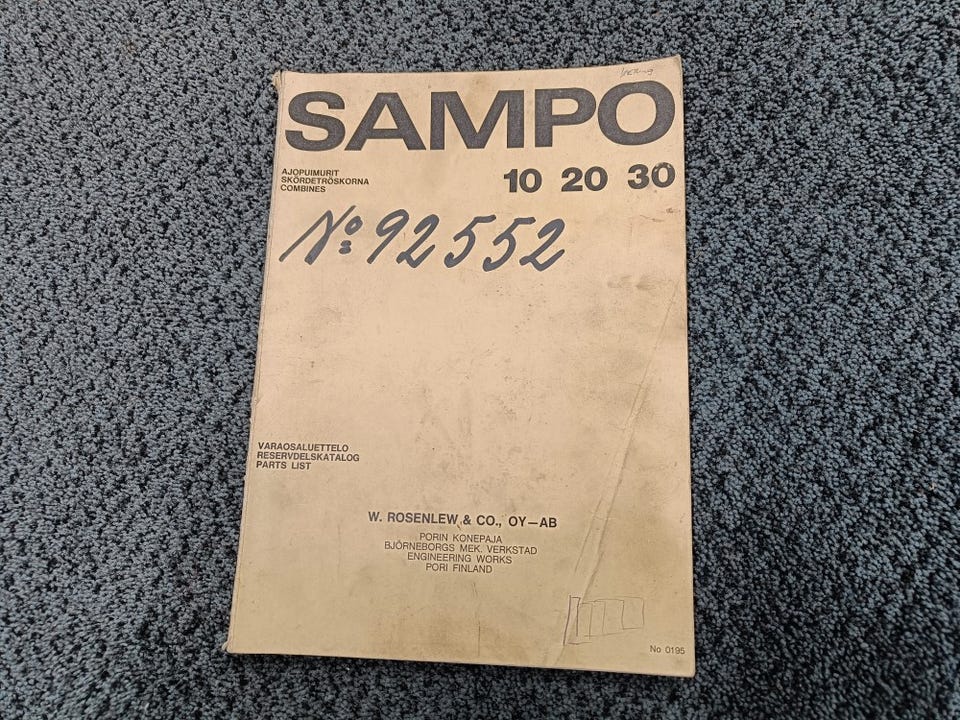 SAMPO
10 20 30
AJOPUIMURIT
SKÖRDETRÖSKORNA
COMBINES
No 92552
VARAOSALUETTELO
RESERVDELSKATALOG
PARTS LIST
W. ROSENLEW & CO., OY—AB
PORIN KONEPAJA
BJÖRNEBORGS MEK. VERKSTAD
ENGINEERING WORKS
PORI FINLAND
No 0195